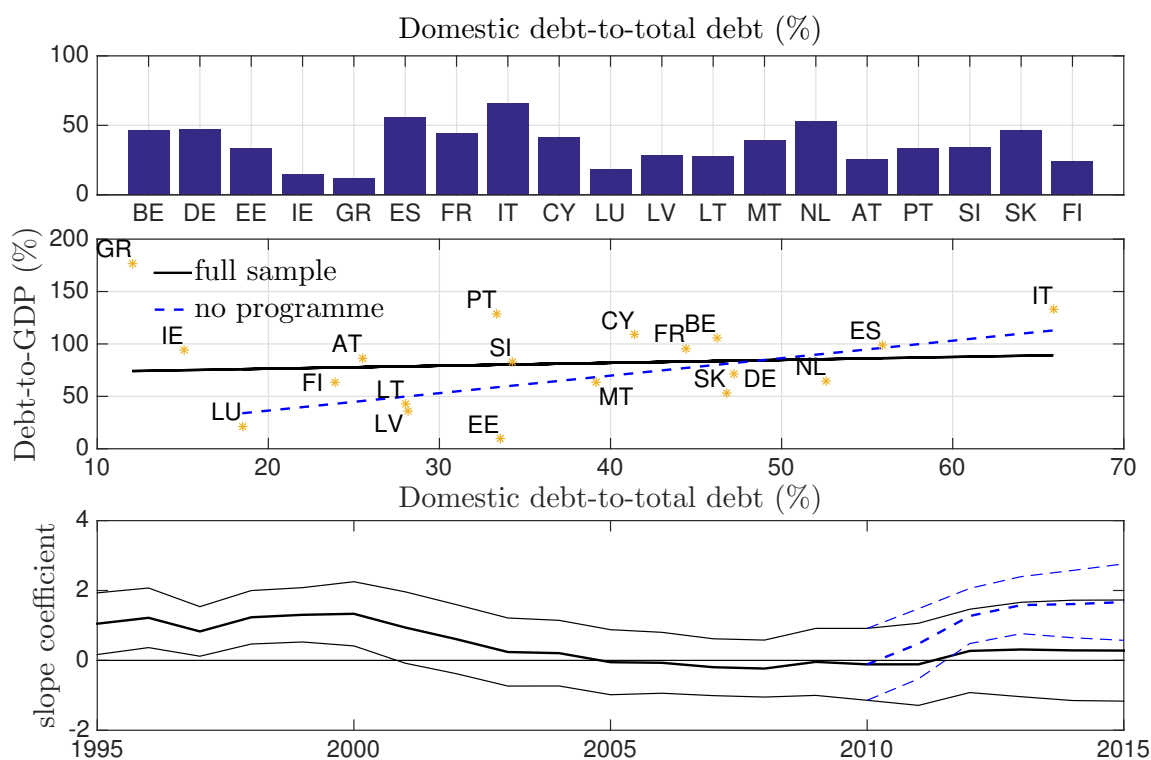 Domestic debt-to-total debt (%)
100
50
0
BE DE EE IE GR ES FR IT CY LU LV LT MT NL AT PT SI SK FI
Debt-to-GDP (%)
200
150
100
50
0
GR
full sample
no programme
IE
AT
FI
LU
LT
LV
PT
SI
EE
CY
MT
FR
BE
SK
DE
NL
ES
IT
10 20 30 40 50 60 70
Domestic debt-to-total debt (%)
slope coefficient
4
2
0
-2
1995 2000 2005 2010 2015